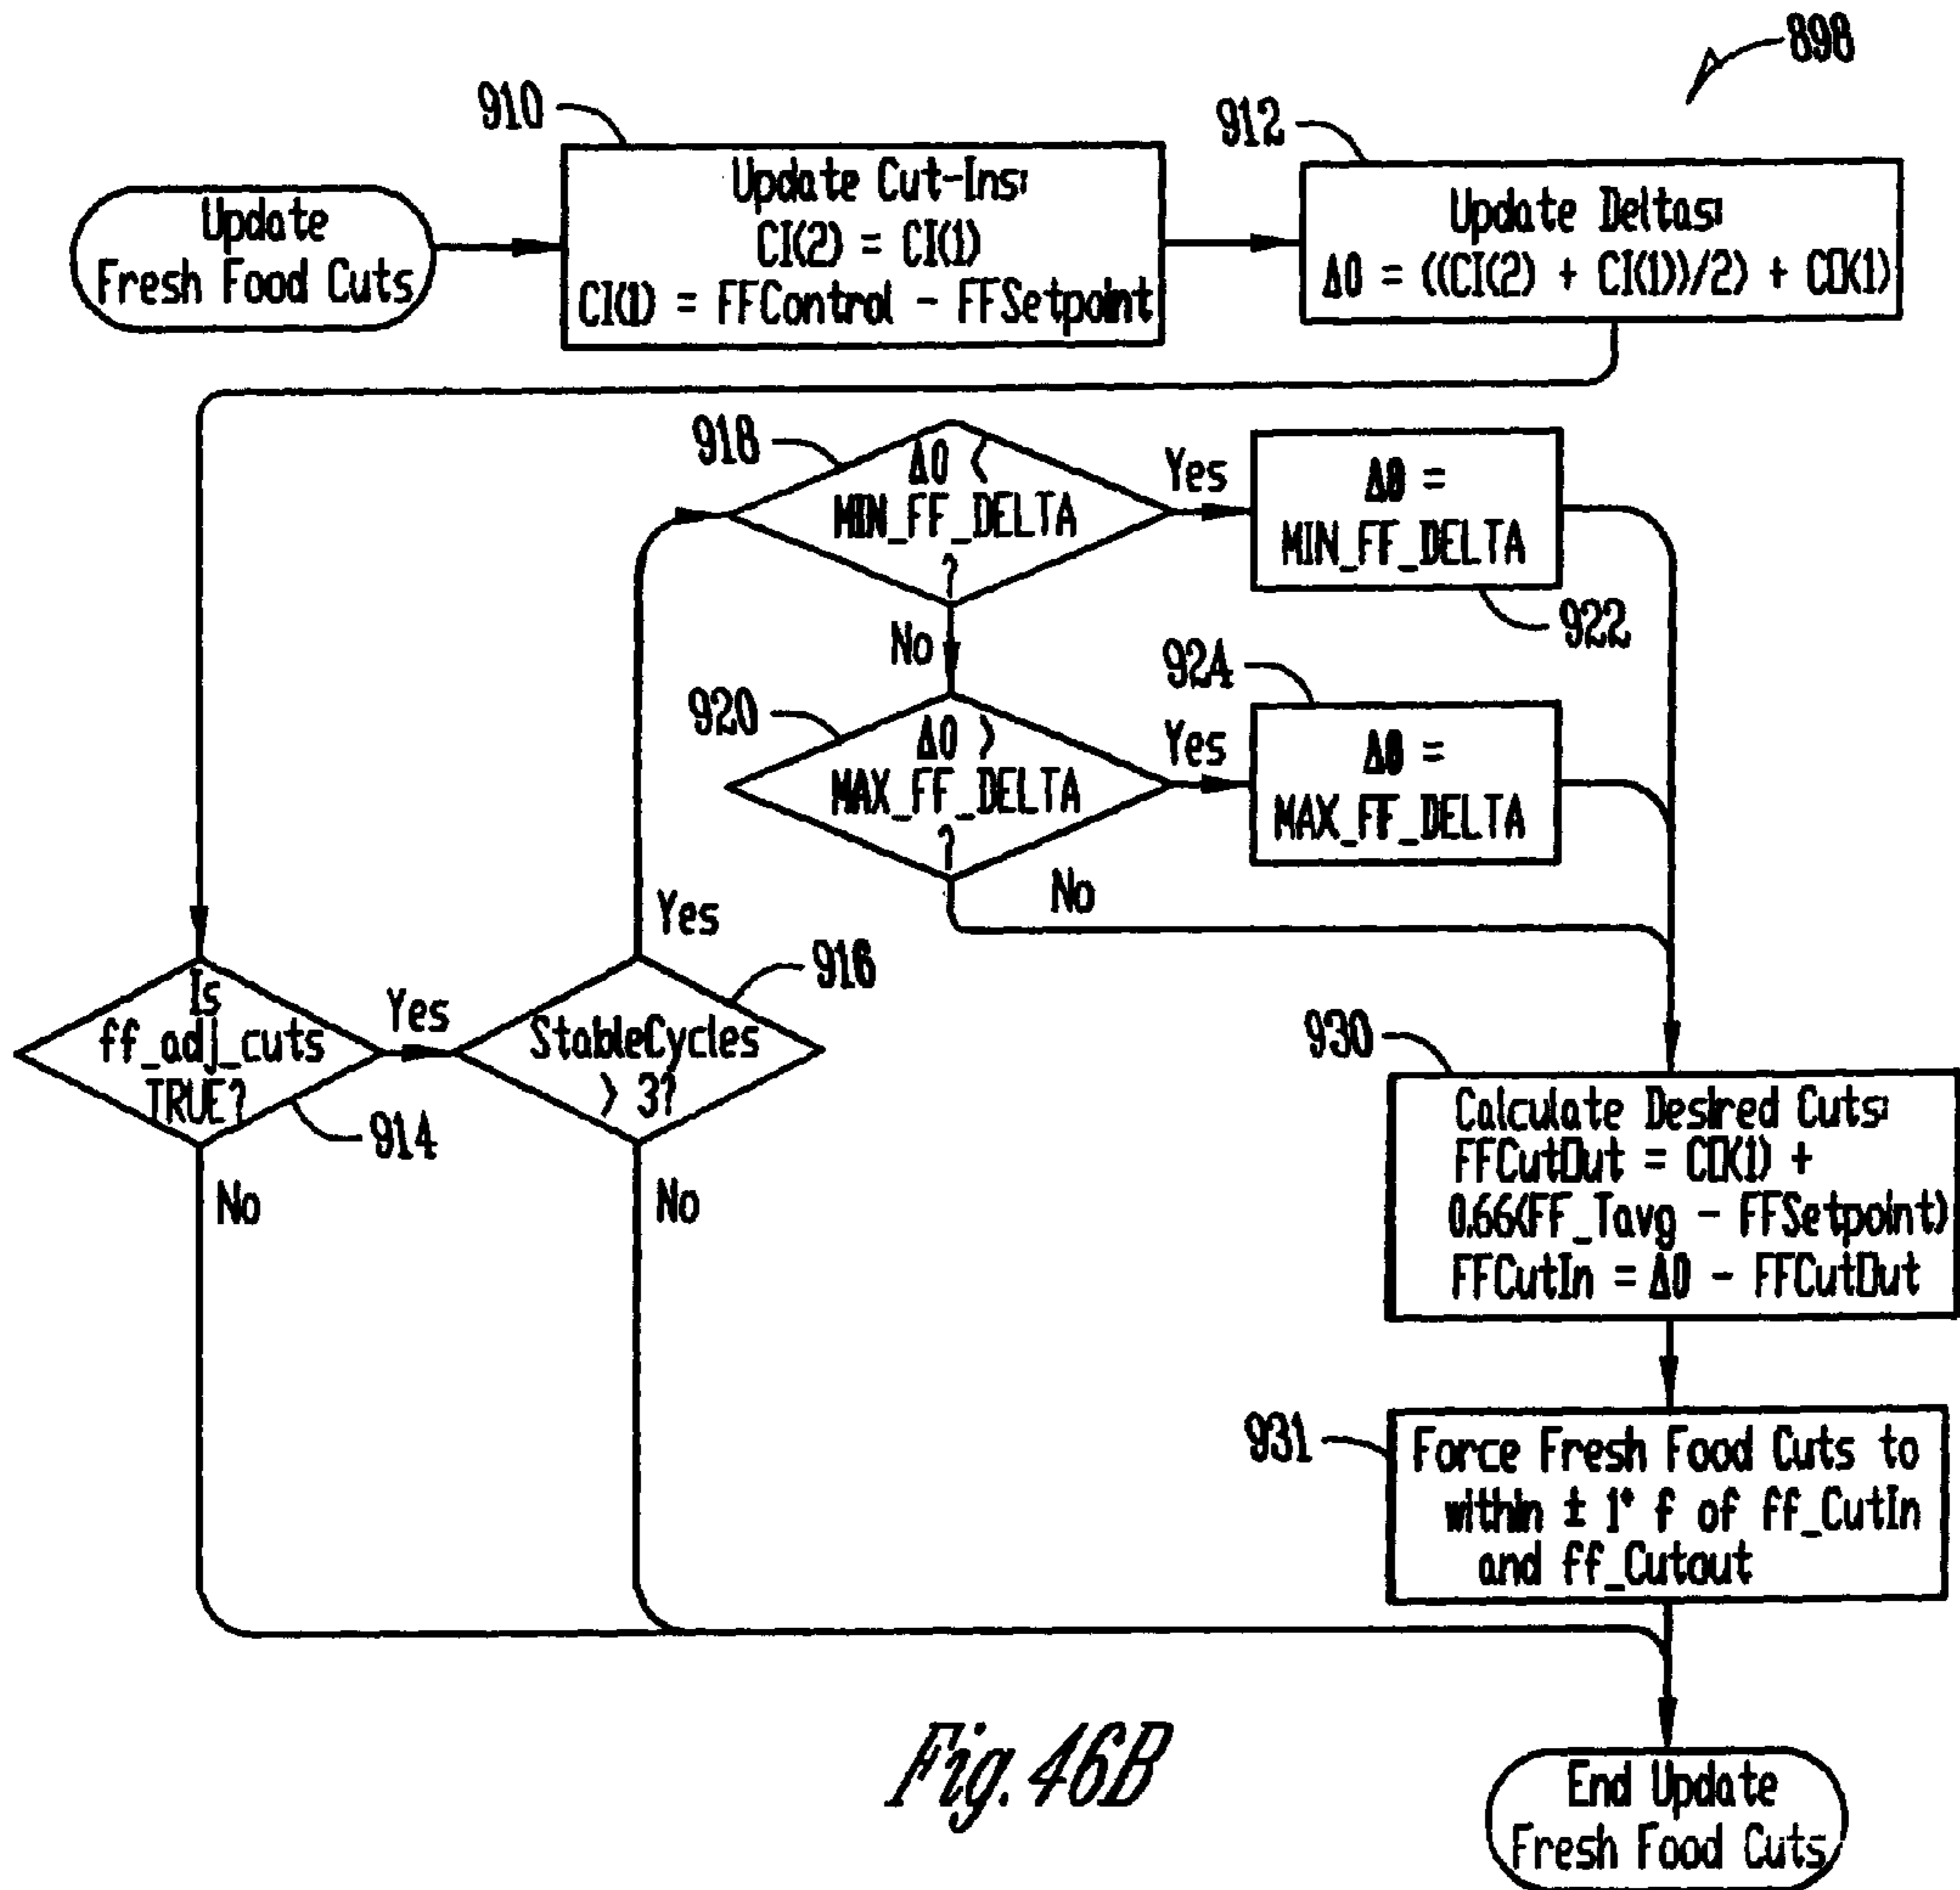 898
910
912
Update
Fresh Food Cuts
Update Cut-Ins:
CI(2) = CI(1)
CI(1) = FFControl - FFSetpoint
Update Deltas:
Δ0 = ((CI(2) + CI(1))/2) + CO(1)
918
Δ0 <
MIN_FF_DELTA
?
Yes
Δ0 =
MIN_FF_DELTA
922
No
920
Δ0 >
MAX_FF_DELTA
?
Yes
924
Δ0 =
MAX_FF_DELTA
No
Is
ff_adj_cuts
TRUE?
914
Yes
No
StableCycles
> 3?
916
Yes
No
930
Calculate Desired Cuts:
FFCutOut = CO(1) +
0.66(FF_Tavg - FFSetpoint)
FFCutIn = Δ0 - FFCutOut
931
Force Fresh Food Cuts to
within ± 1° f of ff_CutIn
and ff_Cutout
End Update
Fresh Food Cuts
Fig. 46B